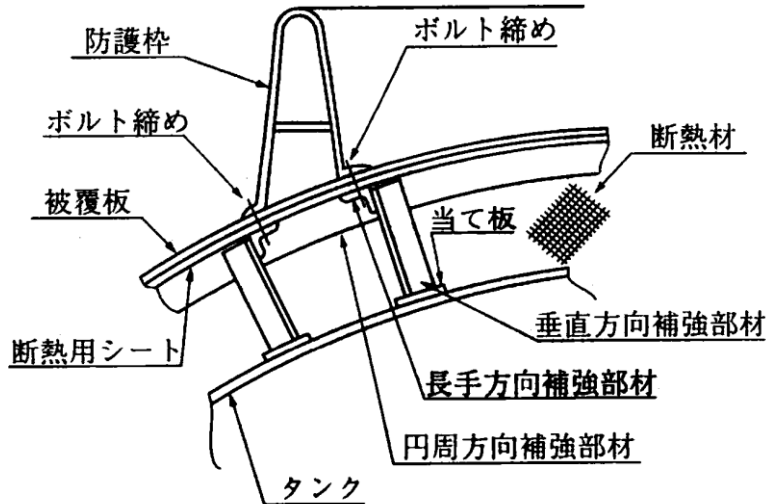 防護枠
ボルト締め
ボルト締め
断熱材
被覆板
当て板
垂直方向補強部材
断熱用シート
長手方向補強部材
円周方向補強部材
タンク